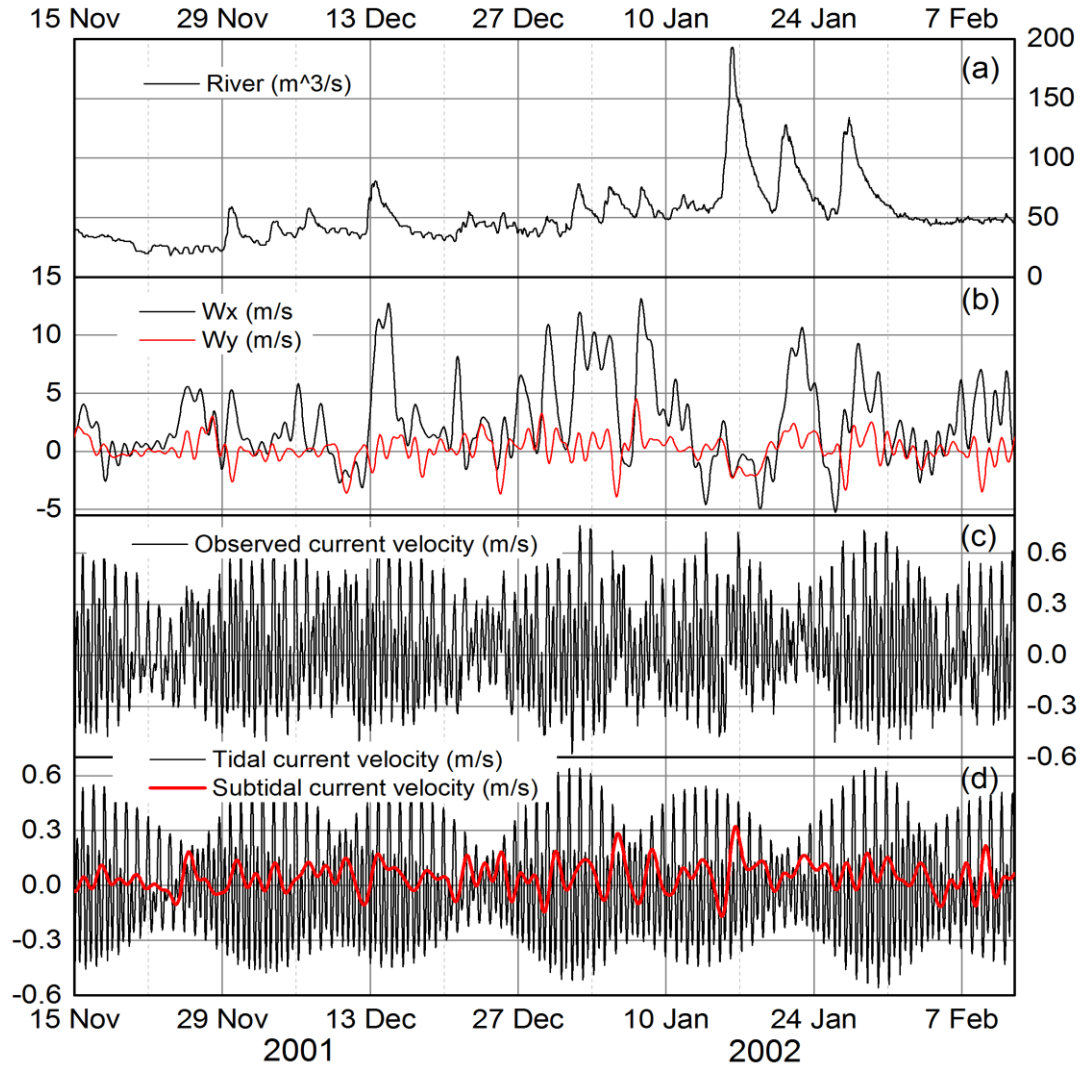 15 Nov 29 Nov 13 Dec 27 Dec 10 Jan 24 Jan 7 Feb
200
(a)
River (m^3/s)
150
100
50
15 0
(b)
Wx (m/s
Wy (m/s)
10
5
0
-5
(c)
Observed current velocity (m/s)
0.6
0.3
0.0
-0.3
-0.6
Tidal current velocity (m/s)
0.6 (d)
Subtidal current velocity (m/s)
0.3
0.0
-0.3
-0.6
15 Nov 29 Nov 13 Dec 27 Dec 10 Jan 24 Jan 7 Feb
2001 2002